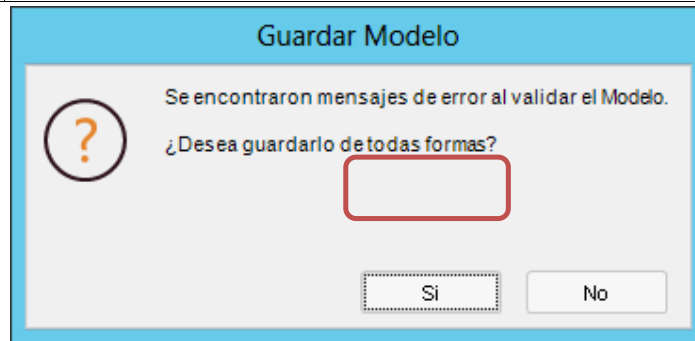 Guardar Modelo
Se encontraron mensajes de error al validar el Modelo.
¿Desea guardarlo de todas formas?
Si
No